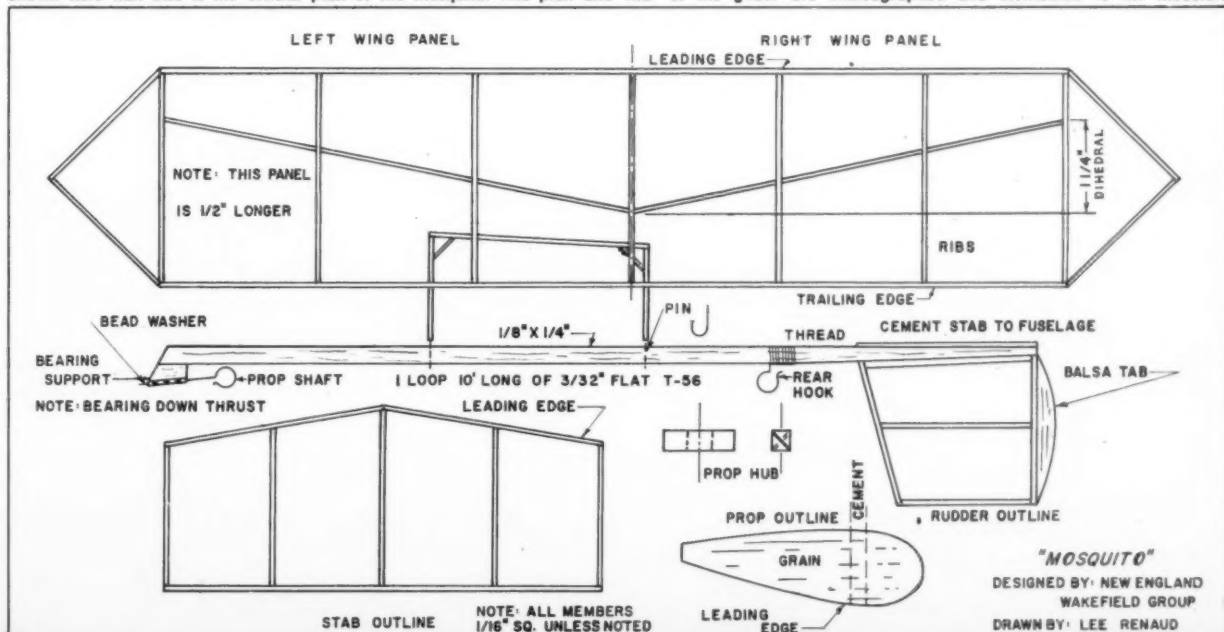 LEFT WING PANEL
RIGHT WING PANEL
LEADING EDGE
1 1/4"
DIHEDRAL
NOTE: THIS PANEL
IS 1/2" LONGER
RIBS
TRAILING EDGE
PIN
BEAD WASHER
1/8" X 1/4"
THREAD
CEMENT STAB TO FUSELAGE
BEARING
SUPPORT
PROP SHAFT
1 LOOP 10' LONG OF 3/32" FLAT T-56
REAR
HOOK
BALSA TAB
NOTE: BEARING DOWN THRUST
LEADING EDGE
PROP HUB
CEMENT
PROP OUTLINE
RUDDER OUTLINE
GRAIN
"MOSQUITO"
DESIGNED BY: NEW ENGLAND
WAKEFIELD GROUP
DRAWN BY: LEE RENAUD
LEADING
EDGE
STAB OUTLINE
NOTE: ALL MEMBERS
1/16" SQ. UNLESS NOTED